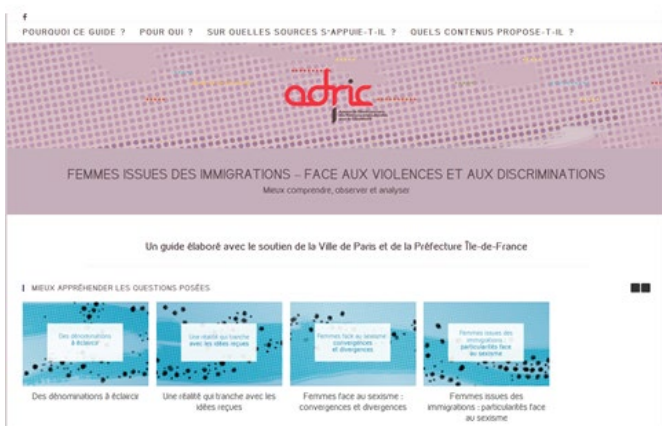 POURQUOI CE GUIDE ? POUR QUI ? SUR QUELLES SOURCES S'APPUIE-T-IL ? QUELS CONTENUS PROPOSE-T-IL ?
adric
FEMMES ISSUES DES IMMIGRATIONS – FACE AUX VIOLENCES ET AUX DISCRIMINATIONS
Mieux comprendre, observer et analyser
Un guide élaboré avec le soutien de la Ville de Paris et de la Préfecture Île-de-France
MIEUX APPRÉHENDER LES QUESTIONS POSÉES
Des dénominations
à éclaircir
Une réalité qui tranche
avec les idées reçues
Femmes face au sexisme
convergences
et divergences
Femmes issues des
immigrations :
particularités face
au sexisme
Des dénominations à éclaircir
Une réalité qui tranche avec les
idées reçues
Femmes face au sexisme :
convergences et divergences
Femmes issues des
immigrations : particularités face
au sexisme